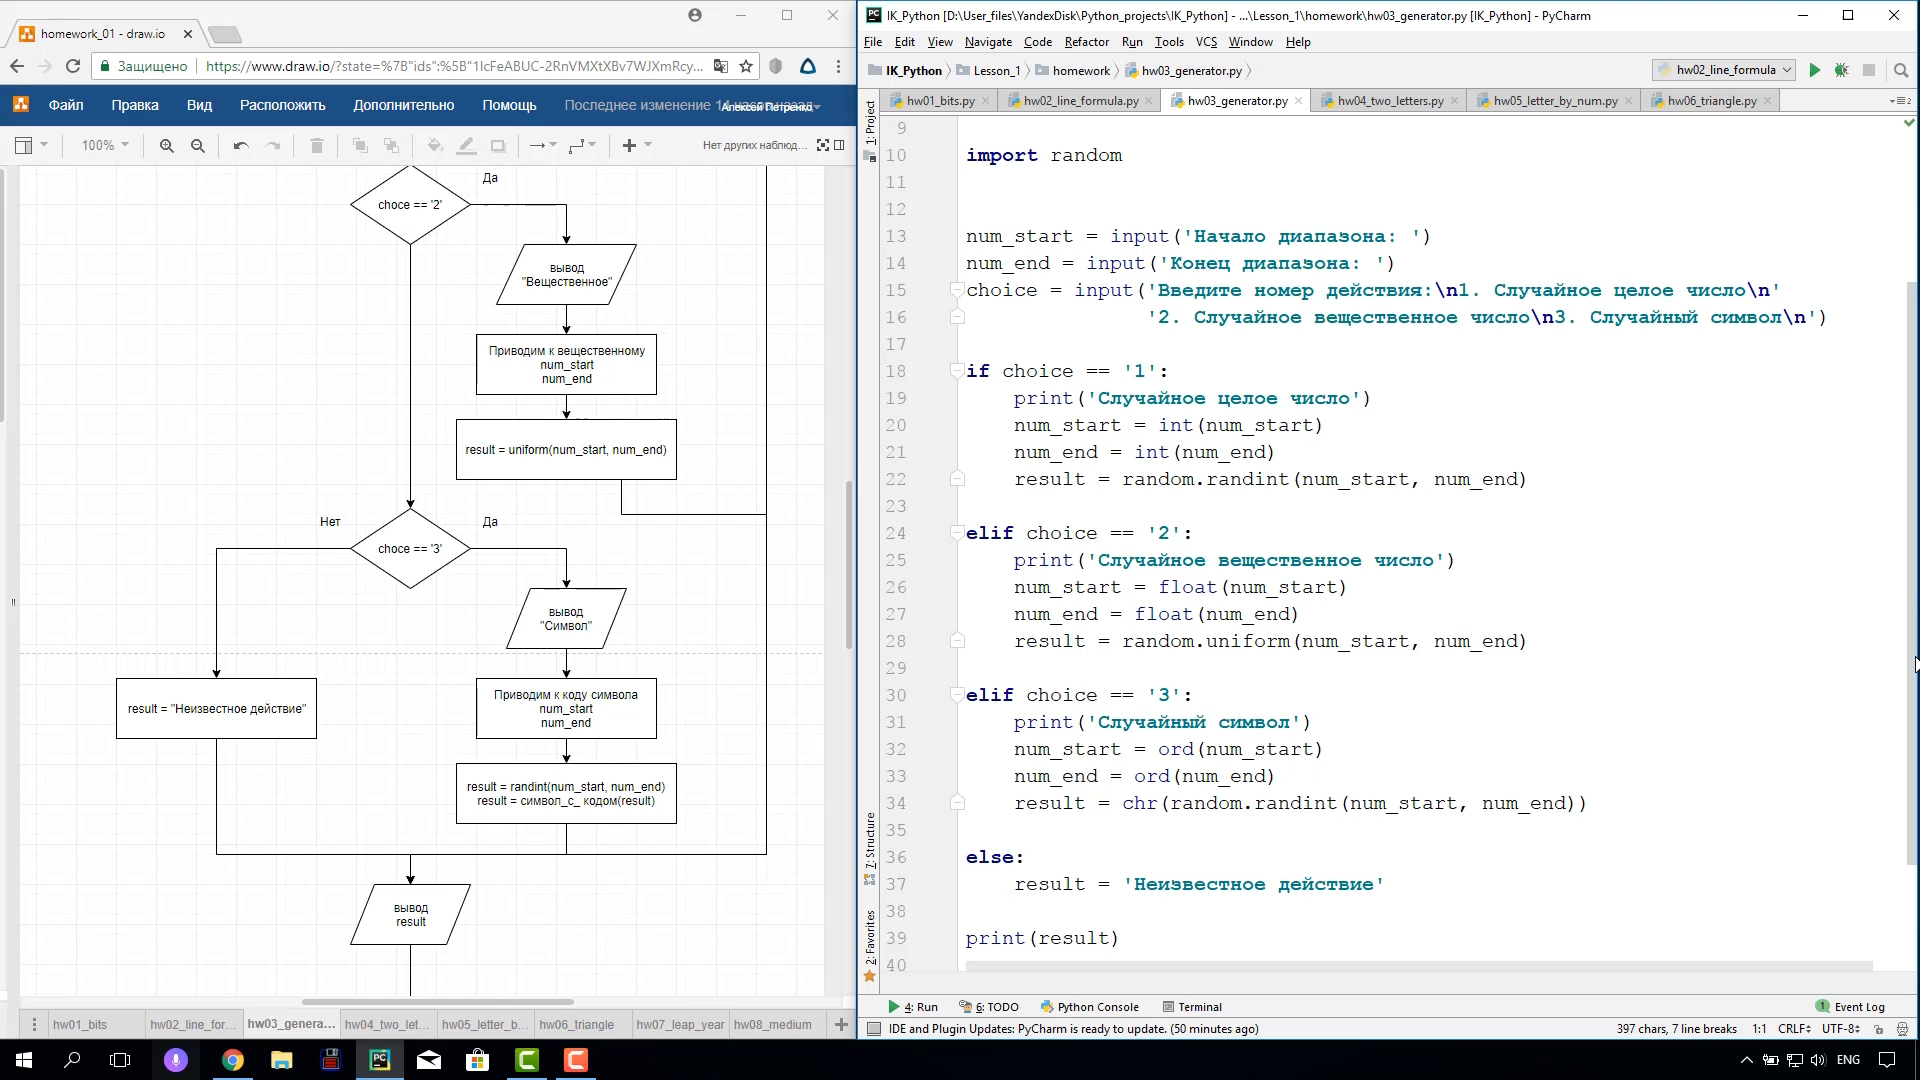 homework_01 - draw.io
Защищено
https://www.draw.io/?state=%7B"ids":%5B"1IcFeABUC-2RnVMXtXBv7WJXmRcy...
Файл Правка Вид Расположить Дополнительно Помощь Последнее изменение 14 часов назад Алексей Петренко
100%
Нет других наблюд...
choce == '2'
Да
вывод
"Вещественное"
Приводим к вещественному
num_start
num_end
result = uniform(num_start, num_end)
Нет
choce == '3'
Да
вывод
"Символ"
result = "Неизвестное действие"
Приводим к коду символа
num_start
num_end
result = randint(num_start, num_end)
result = символ_с_ кодом(result)
вывод
result
hw01_bits hw02_line_for... hw03_genera... hw04_two_let... hw05_letter_b... hw06_triangle hw07_leap_year hw08_medium
IK_Python [D:\User_files\YandexDisk\Python_projects\IK_Python] - ...\Lesson_1\homework\hw03_generator.py [IK_Python] - PyCharm
File Edit View Navigate Code Refactor Run Tools VCS Window Help
IK_Python Lesson_1 homework hw03_generator.py
hw02_line_formula
hw01_bits.py hw02_line_formula.py hw03_generator.py hw04_two_letters.py hw05_letter_by_num.py hw06_triangle.py
2
1: Project
7: Structure
2: Favorites
9
10 import random
11
12
13 num_start = input('Начало диапазона: ')
14 num_end = input('Конец диапазона: ')
15 choice = input('Введите номер действия:\n1. Случайное целое число\n'
16 '2. Случайное вещественное число\n3. Случайный символ\n')
17
18 if choice == '1':
19 print('Случайное целое число')
20 num_start = int(num_start)
21 num_end = int(num_end)
22 result = random.randint(num_start, num_end)
23
24 elif choice == '2':
25 print('Случайное вещественное число')
26 num_start = float(num_start)
27 num_end = float(num_end)
28 result = random.uniform(num_start, num_end)
29
30 elif choice == '3':
31 print('Случайный символ')
32 num_start = ord(num_start)
33 num_end = ord(num_end)
34 result = chr(random.randint(num_start, num_end))
35
36 else:
37 result = 'Неизвестное действие'
38
39 print(result)
40
4: Run 6: TODO Python Console Terminal 1 Event Log
IDE and Plugin Updates: PyCharm is ready to update. (50 minutes ago) 397 chars, 7 line breaks 1:1 CRLF UTF-8
PC
ENG